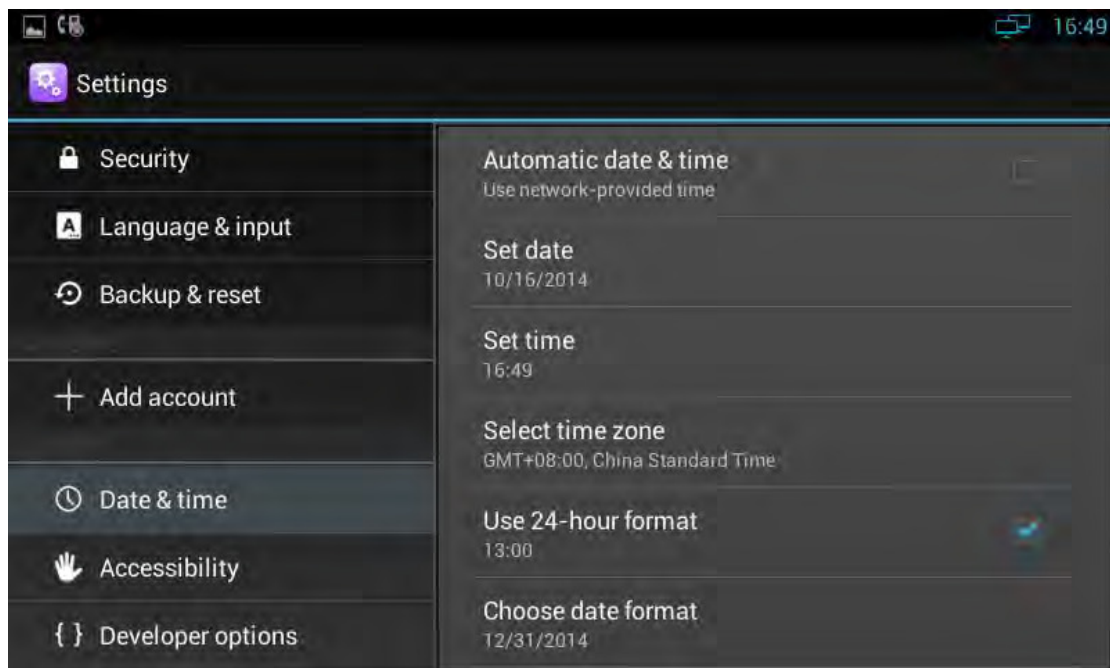 16:49
Settings
Security
Language & input
Backup & reset
Add account
Date & time
Accessibility
{ } Developer options
Automatic date & time
Use network-provided time
Set date
10/16/2014
Set time
16:49
Select time zone
GMT+08:00, China Standard Time
Use 24-hour format
13:00
Choose date format
12/31/2014